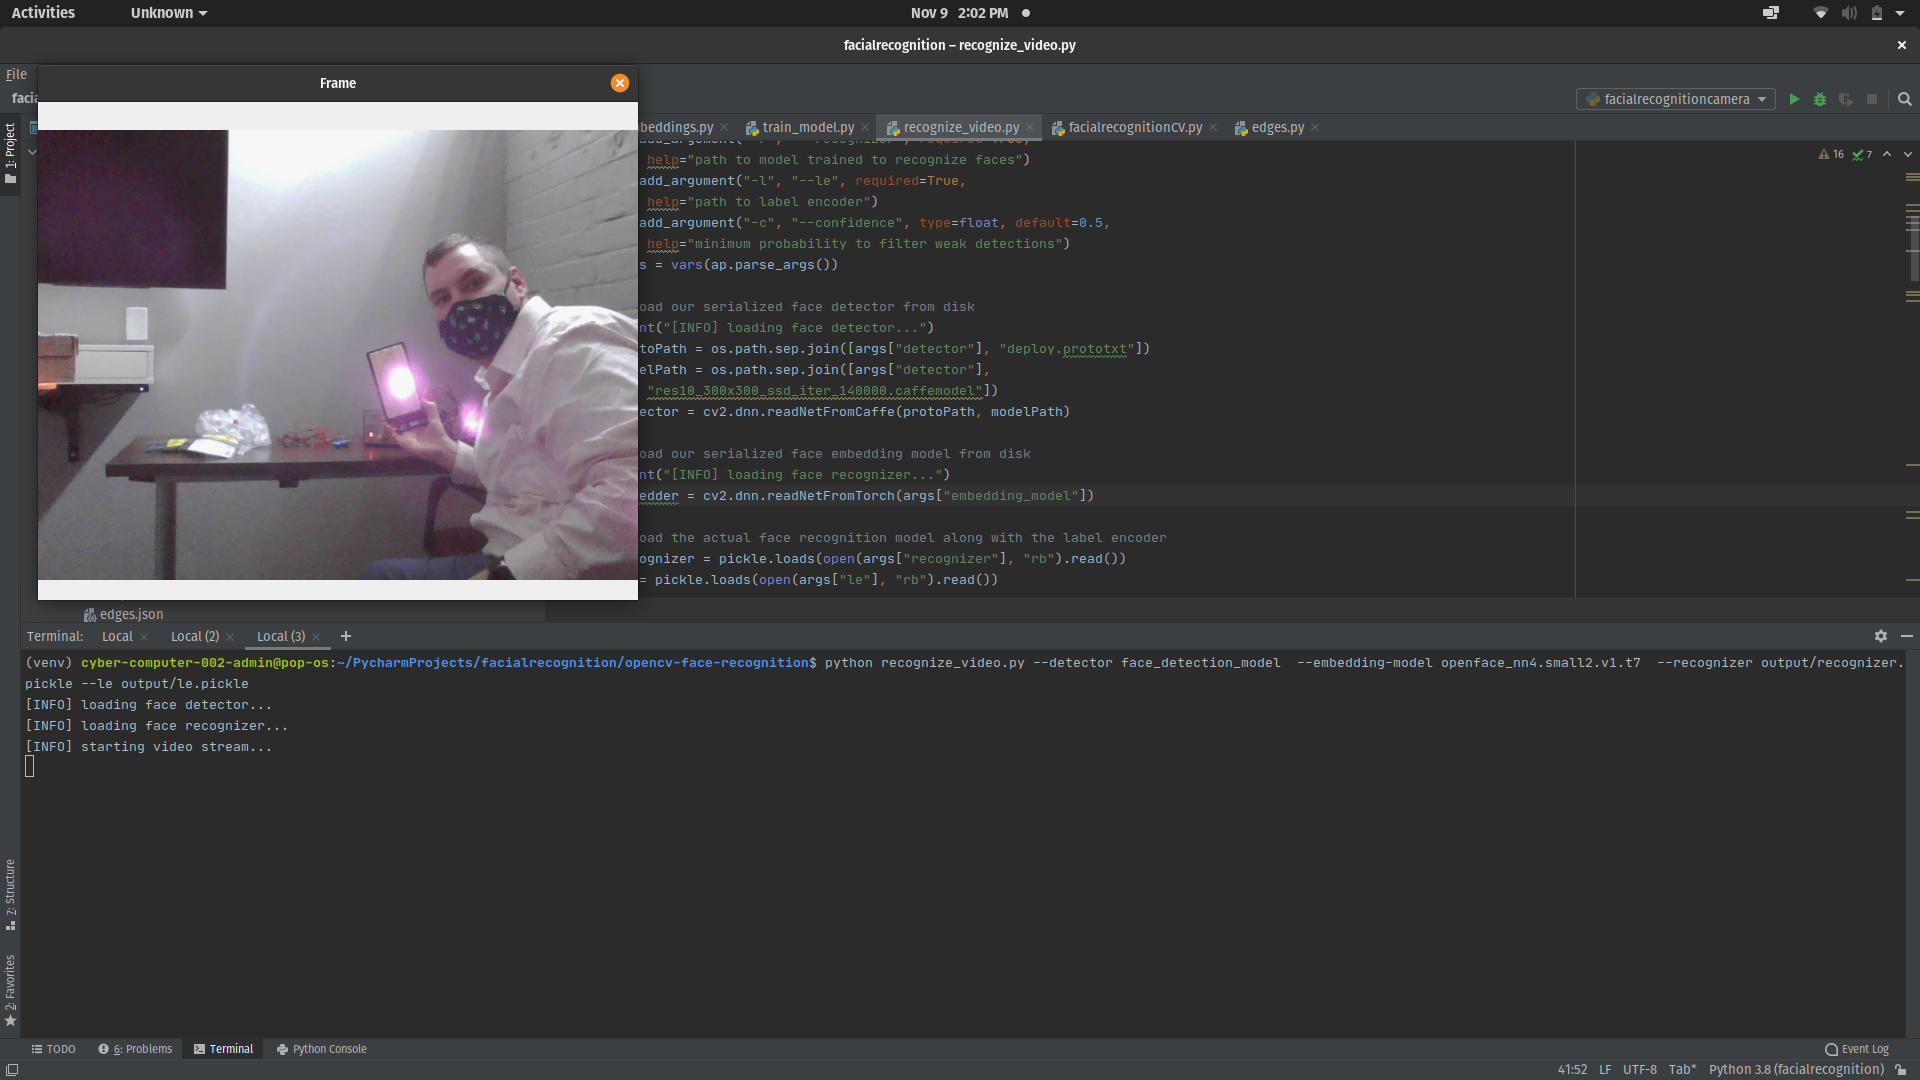 Activities
Unknown
Nov 9 2:02 PM
facialrecognition – recognize_video.py
File
Frame
facialrecognitioncamera
train_model.py
recognize_video.py
facialrecognitionCV.py
edges.py
1: Project
16
7
help="path to model trained to recognize faces")
add_argument("-l", "--le", required=True,
help="path to label encoder")
add_argument("-c", "--confidence", type=float, default=0.5,
help="minimum probability to filter weak detections")
s = vars(ap.parse_args())
oad our serialized face detector from disk
nt("[INFO] loading face detector...")
toPath = os.path.sep.join([args["detector"], "deploy.prototxt"])
elPath = os.path.sep.join([args["detector"],
"res10_300x300_ssd_iter_140000.caffemodel"])
ector = cv2.dnn.readNetFromCaffe(protoPath, modelPath)
oad our serialized face embedding model from disk
nt("[INFO] loading face recognizer...")
edder = cv2.dnn.readNetFromTorch(args["embedding_model"])
oad the actual face recognition model along with the label encoder
ognizer = pickle.loads(open(args["recognizer"], "rb").read())
= pickle.loads(open(args["le"], "rb").read())
edges.json
Terminal: Local Local (2) Local (3) +
(venv) cyber-computer-002-admin@pop-os:~/PycharmProjects/facialrecognition/opencv-face-recognition$ python recognize_video.py --detector face_detection_model --embedding-model openface_nn4.small2.v1.t7 --recognizer output/recognizer.
pickle --le output/le.pickle
[INFO] loading face detector...
[INFO] loading face recognizer...
[INFO] starting video stream...
7: Structure
2: Favorites
TODO 6: Problems Terminal Python Console
Event Log
41:52 LF UTF-8 Tab* Python 3.8 (facialrecognition)